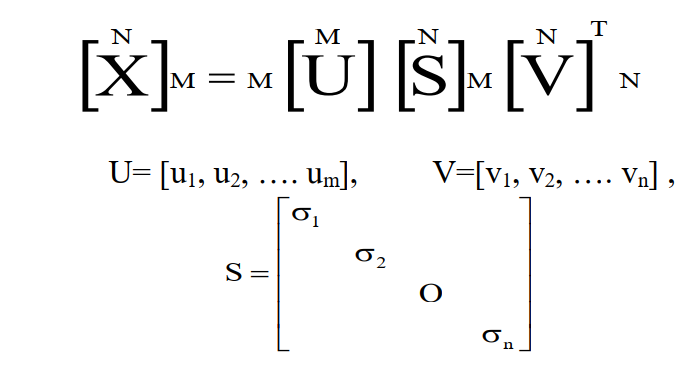 N M N N T
[X] M = M [U] [S] M [V] N
U= [u1, u2, …. um], V=[v1, v2, …. vn] ,
σ1
σ2
S =
O
σn